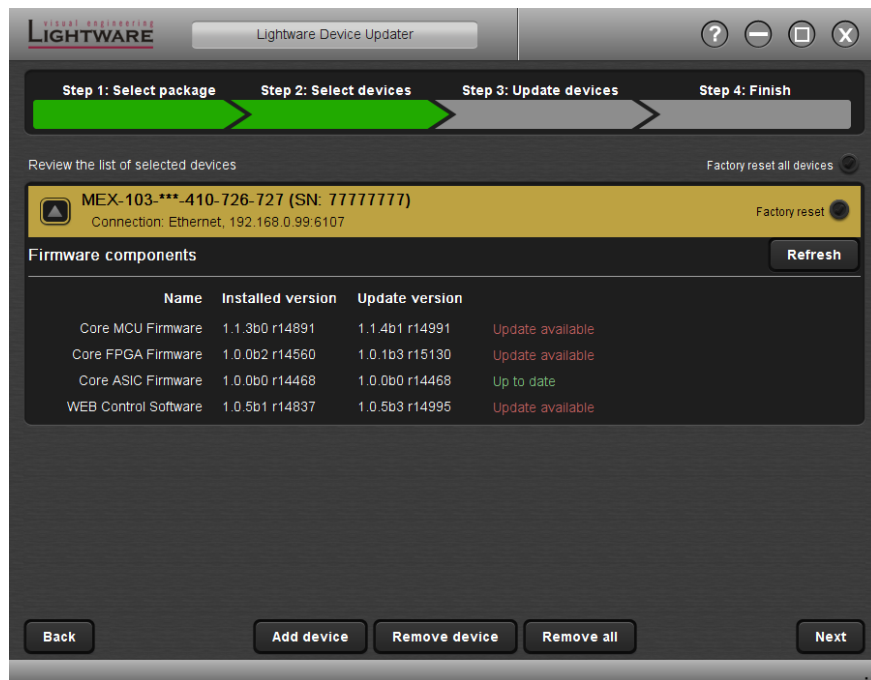 visual engineering
LIGHTWARE
Lightware Device Updater
? X
Step 1: Select package Step 2: Select devices Step 3: Update devices Step 4: Finish
Review the list of selected devices Factory reset all devices
MEX-103-***-410-726-727 (SN: 77777777)
Connection: Ethernet, 192.168.0.99:6107 Factory reset
Firmware components Refresh
Name Installed version Update version
Core MCU Firmware 1.1.3b0 r14891 1.1.4b1 r14991 Update available
Core FPGA Firmware 1.0.0b2 r14560 1.0.1b3 r15130 Update available
Core ASIC Firmware 1.0.0b0 r14468 1.0.0b0 r14468 Up to date
WEB Control Software 1.0.5b1 r14837 1.0.5b3 r14995 Update available
Back Add device Remove device Remove all Next